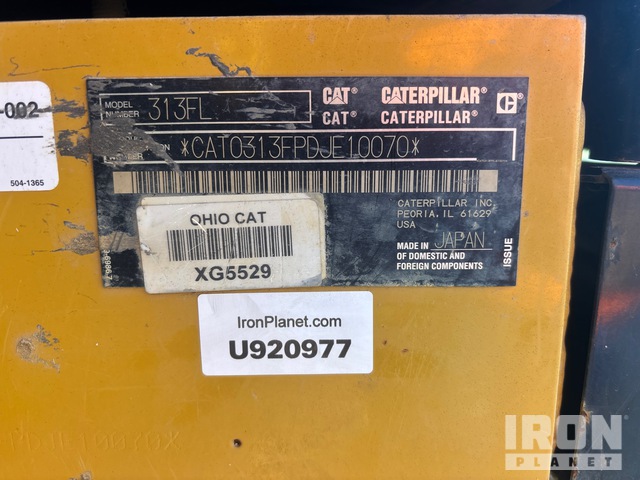 -002
504-1365
MODEL
NUMBER
313FL
CAT® CATERPILLAR®
CAT® CATERPILLAR®
*CAT0313FPDJE10070*
CATERPILLAR INC.
PEORIA, IL 61629
USA
MADE IN JAPAN
OF DOMESTIC AND
FOREIGN COMPONENTS
ISSUE
OHIO CAT
XG5529
IronPlanet.com
U920977
JE10070*
IRON
PLANET